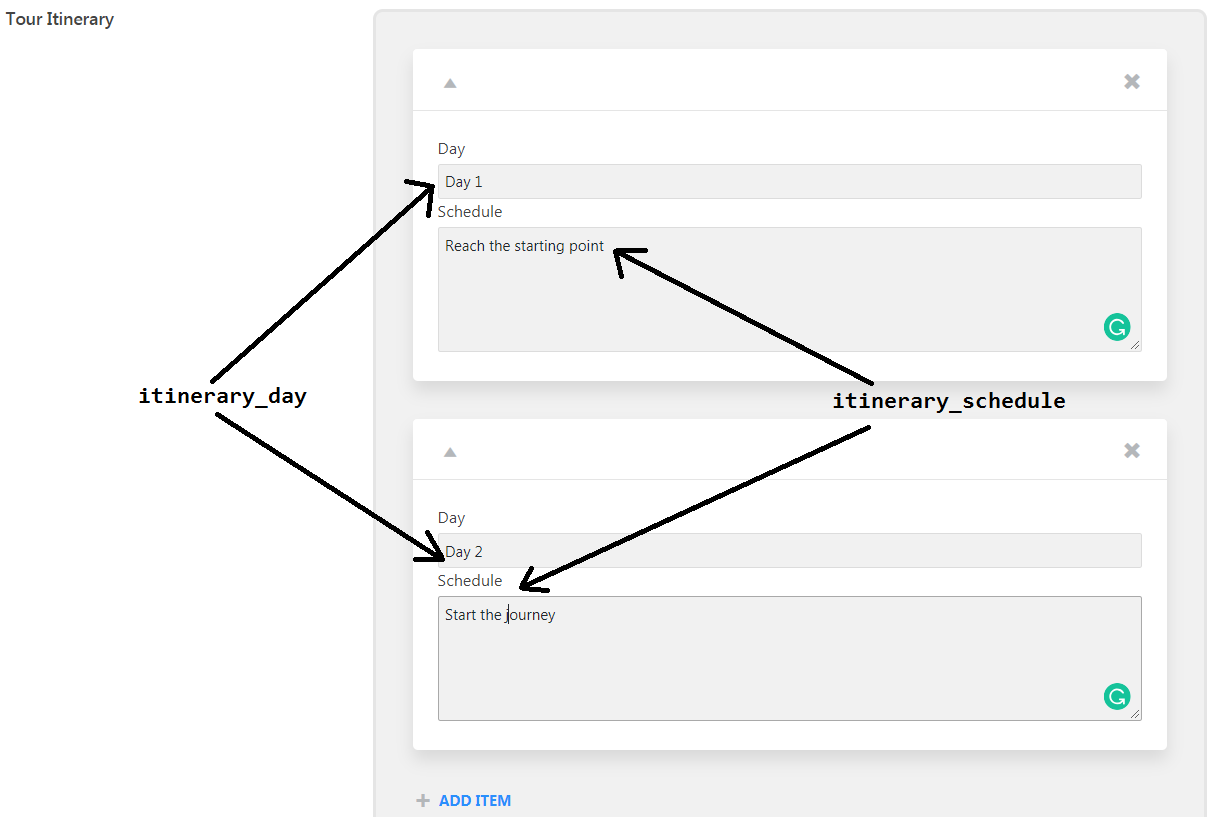 Tour Itinerary
Day
Day 1
Schedule
Reach the starting point
itinerary_day
itinerary_schedule
Day
Day 2
Schedule
Start the journey
ADD ITEM